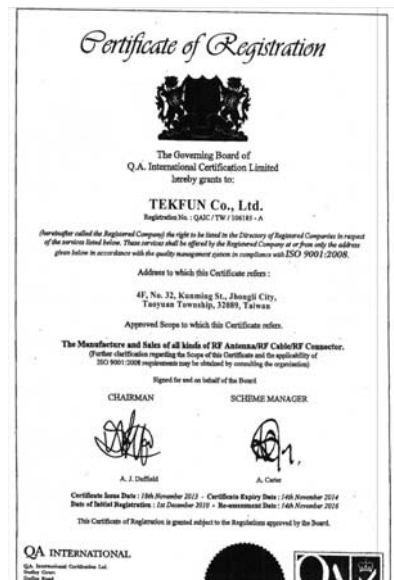 Certificate of Registration
The Governing Board of
Q.A. International Certification Limited
hereby grants to:
TEKFUN Co., Ltd.
Registration No. : QAIC / TW / 106185 - A
(hereinafter called the Registered Company) the right to be listed in the Directory of Registered Companies in respect
of the services listed below. These services shall be offered by the Registered Company at or from only the address
given below in accordance with the quality management system in compliance with ISO 9001:2008.
Address to which this Certificate refers :
4F, No. 32, Kunming St., Jhongli City,
Taoyuan Township, 32089, Taiwan
Approved Scope to which this Certificate refers.
The Manufacture and Sales of all kinds of RF Antenna/RF Cable/RF Connector.
(Further clarification regarding the Scope of this Certificate and the applicability of
ISO 9001:2008 requirements may be obtained by consulting the organisation)
Signed for and on behalf of the Board
CHAIRMAN SCHEME MANAGER
A. J. Duffield A. Carter
Certificate Issue Date : 19th November 2013 - Certificate Expiry Date : 14th November 2014
Date of Initial Registration : 1st December 2010 - Re-assessment Date : 14th November 2016
This Certificate of Registration is granted subject to the Regulations approved by the Board.
QA INTERNATIONAL
Q.A. International Certification Ltd.
QA